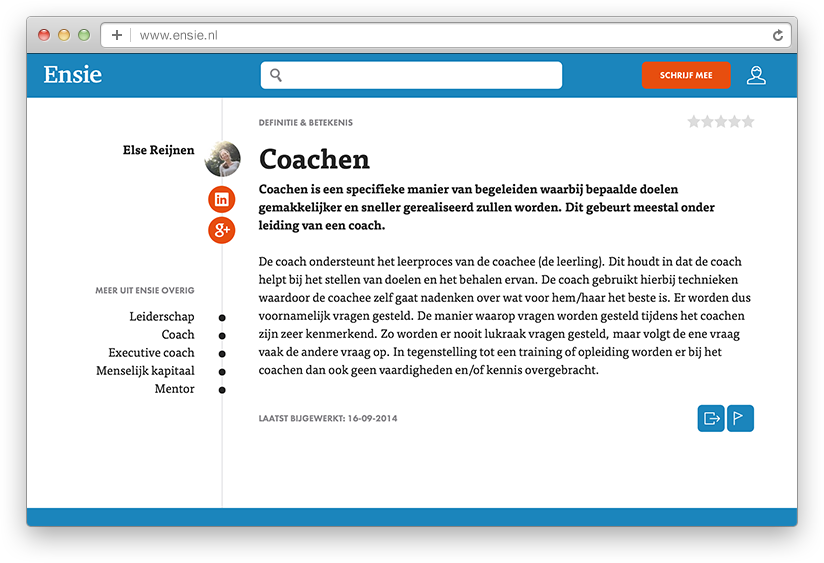 www.ensie.nl
Ensie
SCHRIJF MEE
DEFINITIE & BETEKENIS
Else Reijnen
Coachen
Coachen is een specifieke manier van begeleiden waarbij bepaalde doelen
gemakkelijker en sneller gerealiseerd zullen worden. Dit gebeurt meestal onder
leiding van een coach.
in
g+
De coach ondersteunt het leerproces van de coachee (de leerling). Dit houdt in dat de coach
helpt bij het stellen van doelen en het behalen ervan. De coach gebruikt hierbij technieken
waardoor de coachee zelf gaat nadenken over wat voor hem/haar het beste is. Er worden dus
voornamelijk vragen gesteld. De manier waarop vragen worden gesteld tijdens het coachen
zijn zeer kenmerkend. Zo worden er nooit lukraak vragen gesteld, maar volgt de ene vraag
vaak de andere vraag op. In tegenstelling tot een training of opleiding worden er bij het
coachen dan ook geen vaardigheden en/of kennis overgebracht.
MEER UIT ENSIE OVERIG
Leiderschap
Coach
Executive coach
Menselijk kapitaal
Mentor
LAATST BIJGEWERKT: 16-09-2014